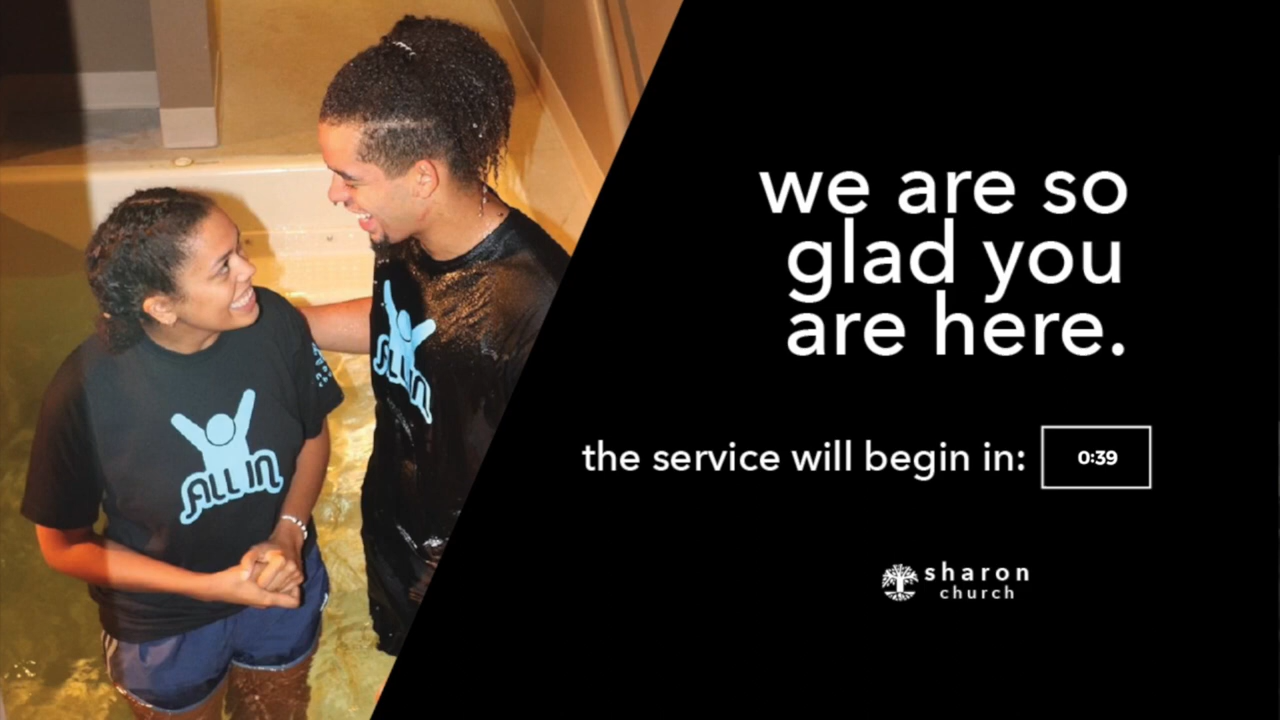 we are so
glad you
are here.
the service will begin in: 0:39
sharon
church
ALL IN
ALL IN